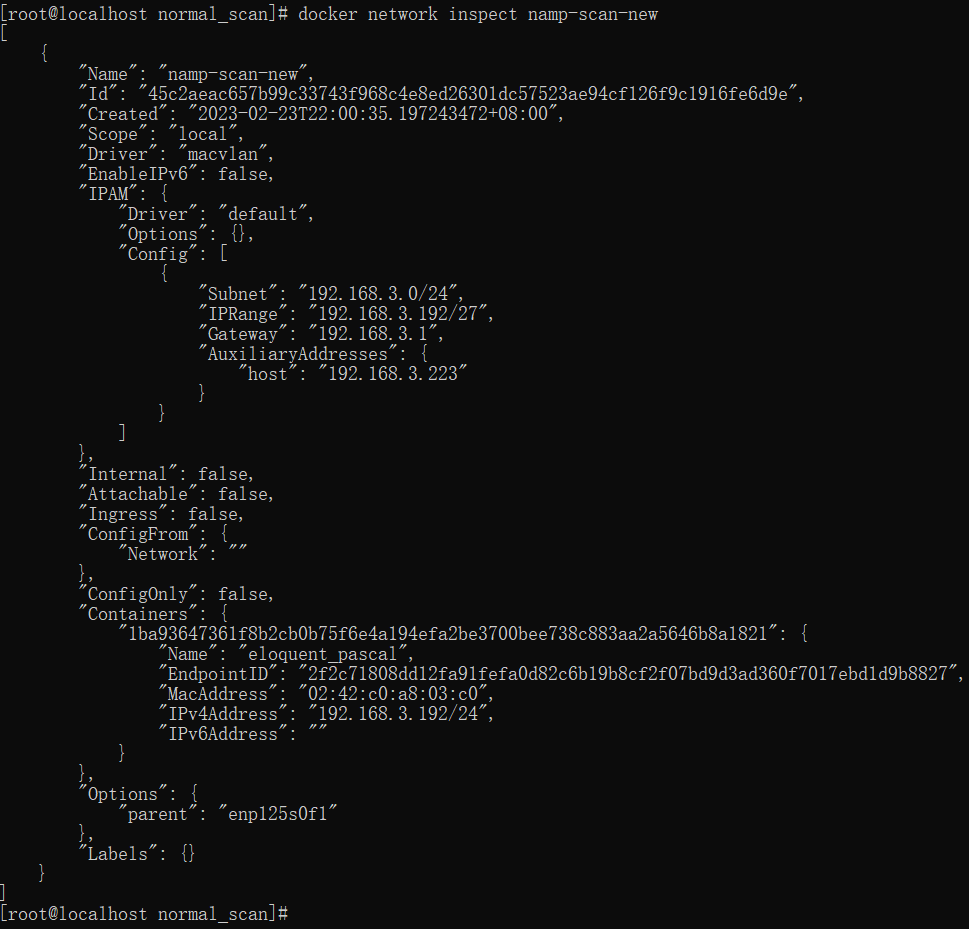 [root@localhost normal_scan]# docker network inspect namp-scan-new
[
    {
        "Name": "namp-scan-new",
        "Id": "45c2aeac657b99c33743f968c4e8ed26301dc57523ae94cf126f9c1916fe6d9e",
        "Created": "2023-02-23T22:00:35.197243472+08:00",
        "Scope": "local",
        "Driver": "macvlan",
        "EnableIPv6": false,
        "IPAM": {
            "Driver": "default",
            "Options": {},
            "Config": [
                {
                    "Subnet": "192.168.3.0/24",
                    "IPRange": "192.168.3.192/27",
                    "Gateway": "192.168.3.1",
                    "AuxiliaryAddresses": {
                        "host": "192.168.3.223"
                    }
                }
            ]
        },
        "Internal": false,
        "Attachable": false,
        "Ingress": false,
        "ConfigFrom": {
            "Network": ""
        },
        "ConfigOnly": false,
        "Containers": {
            "1ba93647361f8b2cb0b75f6e4a194efa2be3700bee738c883aa2a5646b8a1821": {
                "Name": "eloquent_pascal",
                "EndpointID": "2f2c71808dd12fa91fefa0d82c6b19b8cf2f07bd9d3ad360f7017ebd1d9b8827",
                "MacAddress": "02:42:c0:a8:03:c0",
                "IPv4Address": "192.168.3.192/24",
                "IPv6Address": ""
            }
        },
        "Options": {
            "parent": "enp125s0f1"
        },
        "Labels": {}
    }
]
[root@localhost normal_scan]#